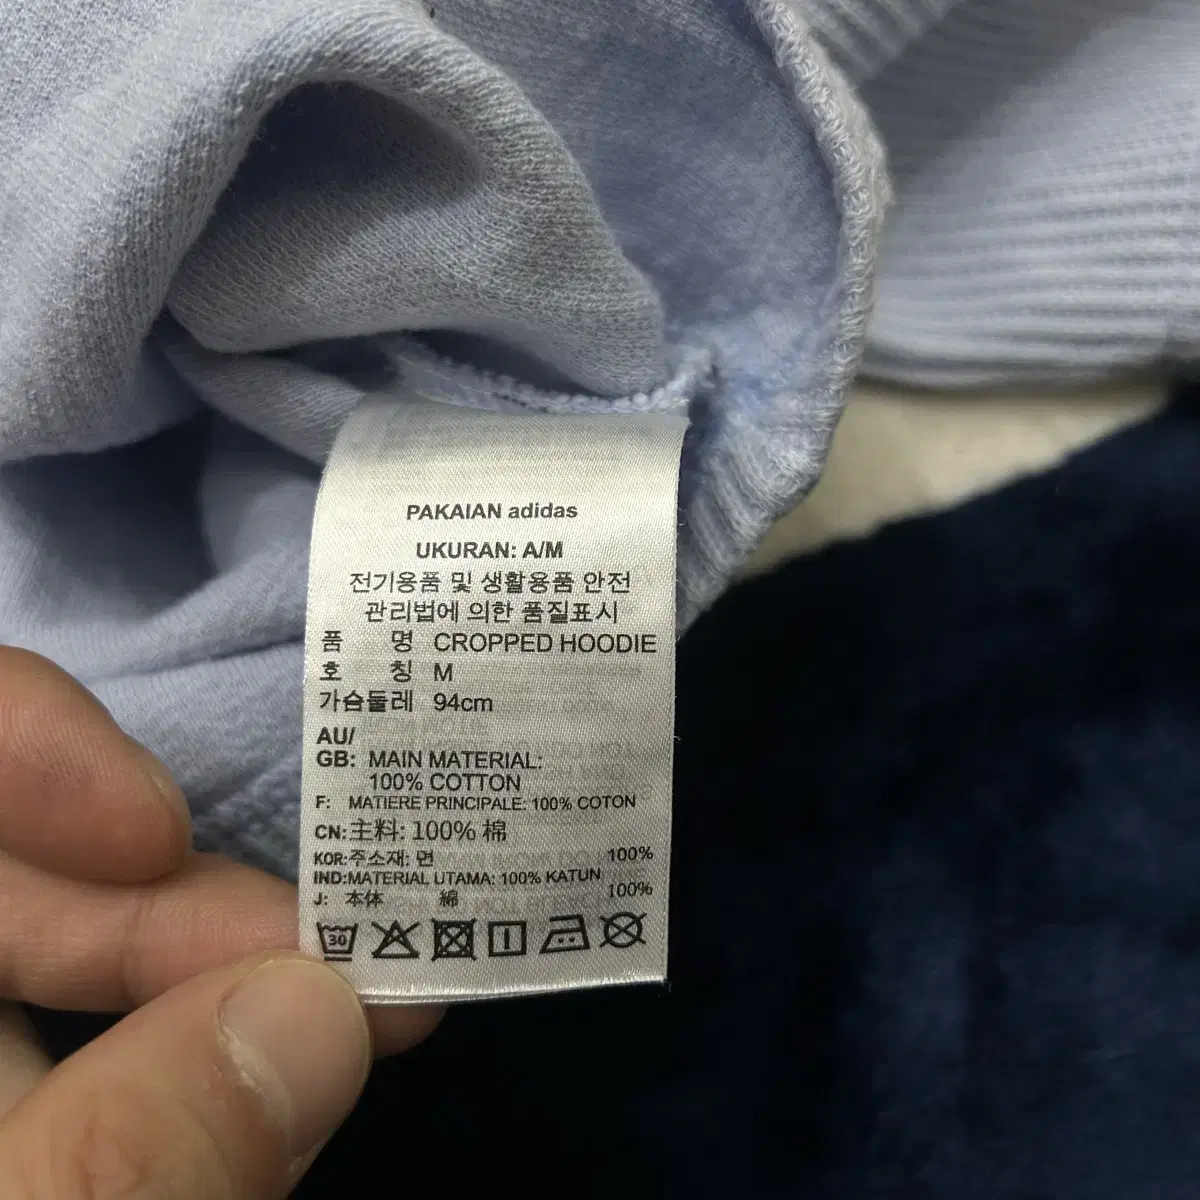 PAKAIAN adidas
UKURAN: A/M
전기용품 및 생활용품 안전
관리법에 의한 품질표시
품 명 CROPPED HOODIE
호 칭 M
가슴둘레 94cm
AU/
GB: MAIN MATERIAL:
100% COTTON
F: MATIERE PRINCIPALE: 100% COTON
CN:主料: 100% 棉
KOR:주소재: 면 100%
IND:MATERIAL UTAMA: 100% KATUN
J: 本体 綿 100%
30